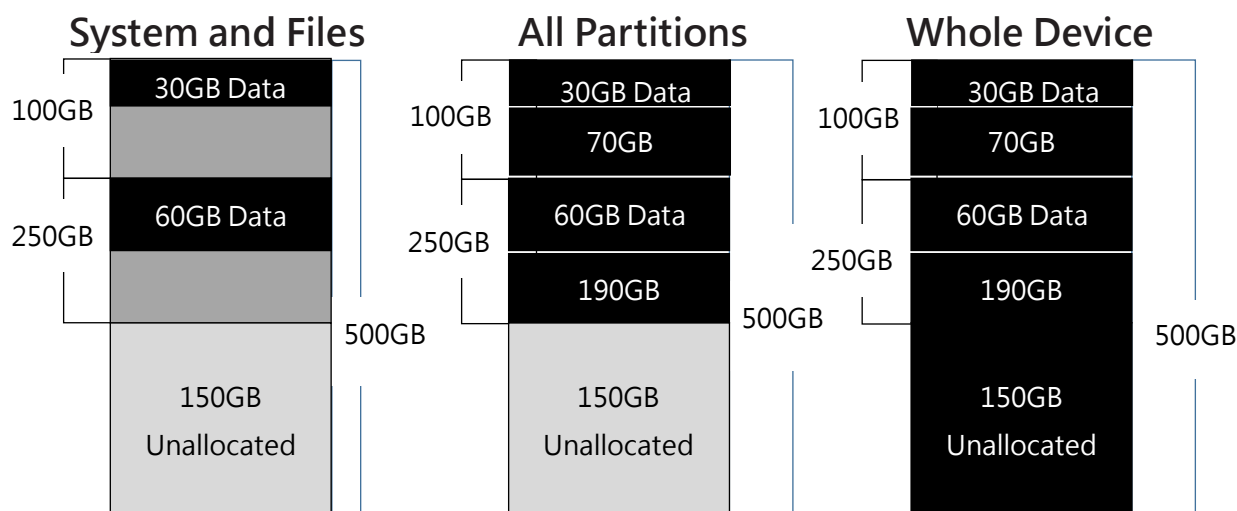 System and Files
100GB
30GB Data
60GB Data
250GB
150GB
Unallocated
500GB
All Partitions
100GB
30GB Data
70GB
60GB Data
250GB
190GB
150GB
Unallocated
500GB
Whole Device
100GB
30GB Data
70GB
60GB Data
250GB
190GB
150GB
Unallocated
500GB